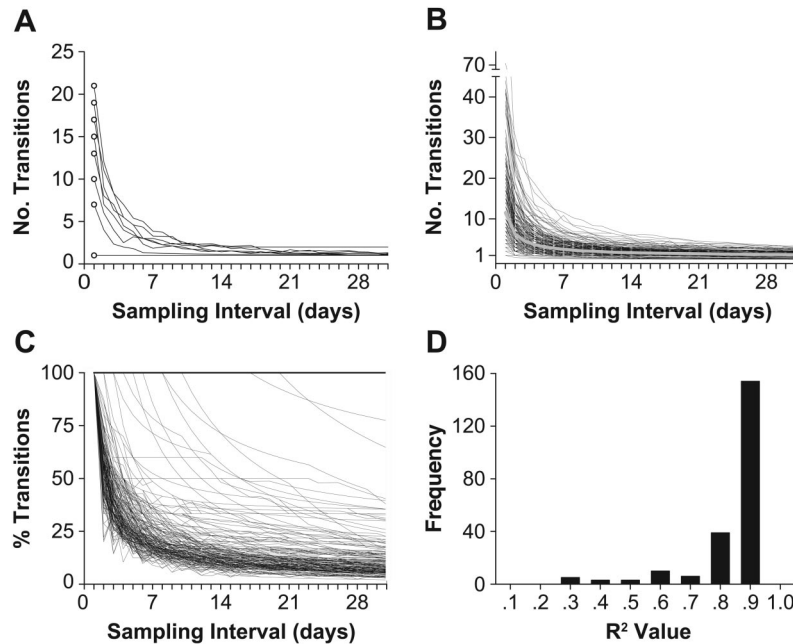 A
25
20
15
10
5
0
No. Transitions
0 7 14 21 28
Sampling Interval (days)
B
70
40
30
20
10
1
No. Transitions
0 7 14 21 28
Sampling Interval (days)
C
100
75
50
25
0
% Transitions
0 7 14 21 28
Sampling Interval (days)
D
160
120
80
40
0
Frequency
.1 .2 .3 .4 .5 .6 .7 .8 .9 1.0
R² Value